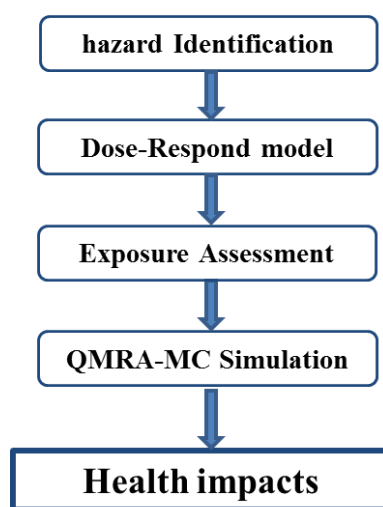 hazard Identification
Dose-Respond model
Exposure Assessment
QMRA-MC Simulation
Health impacts